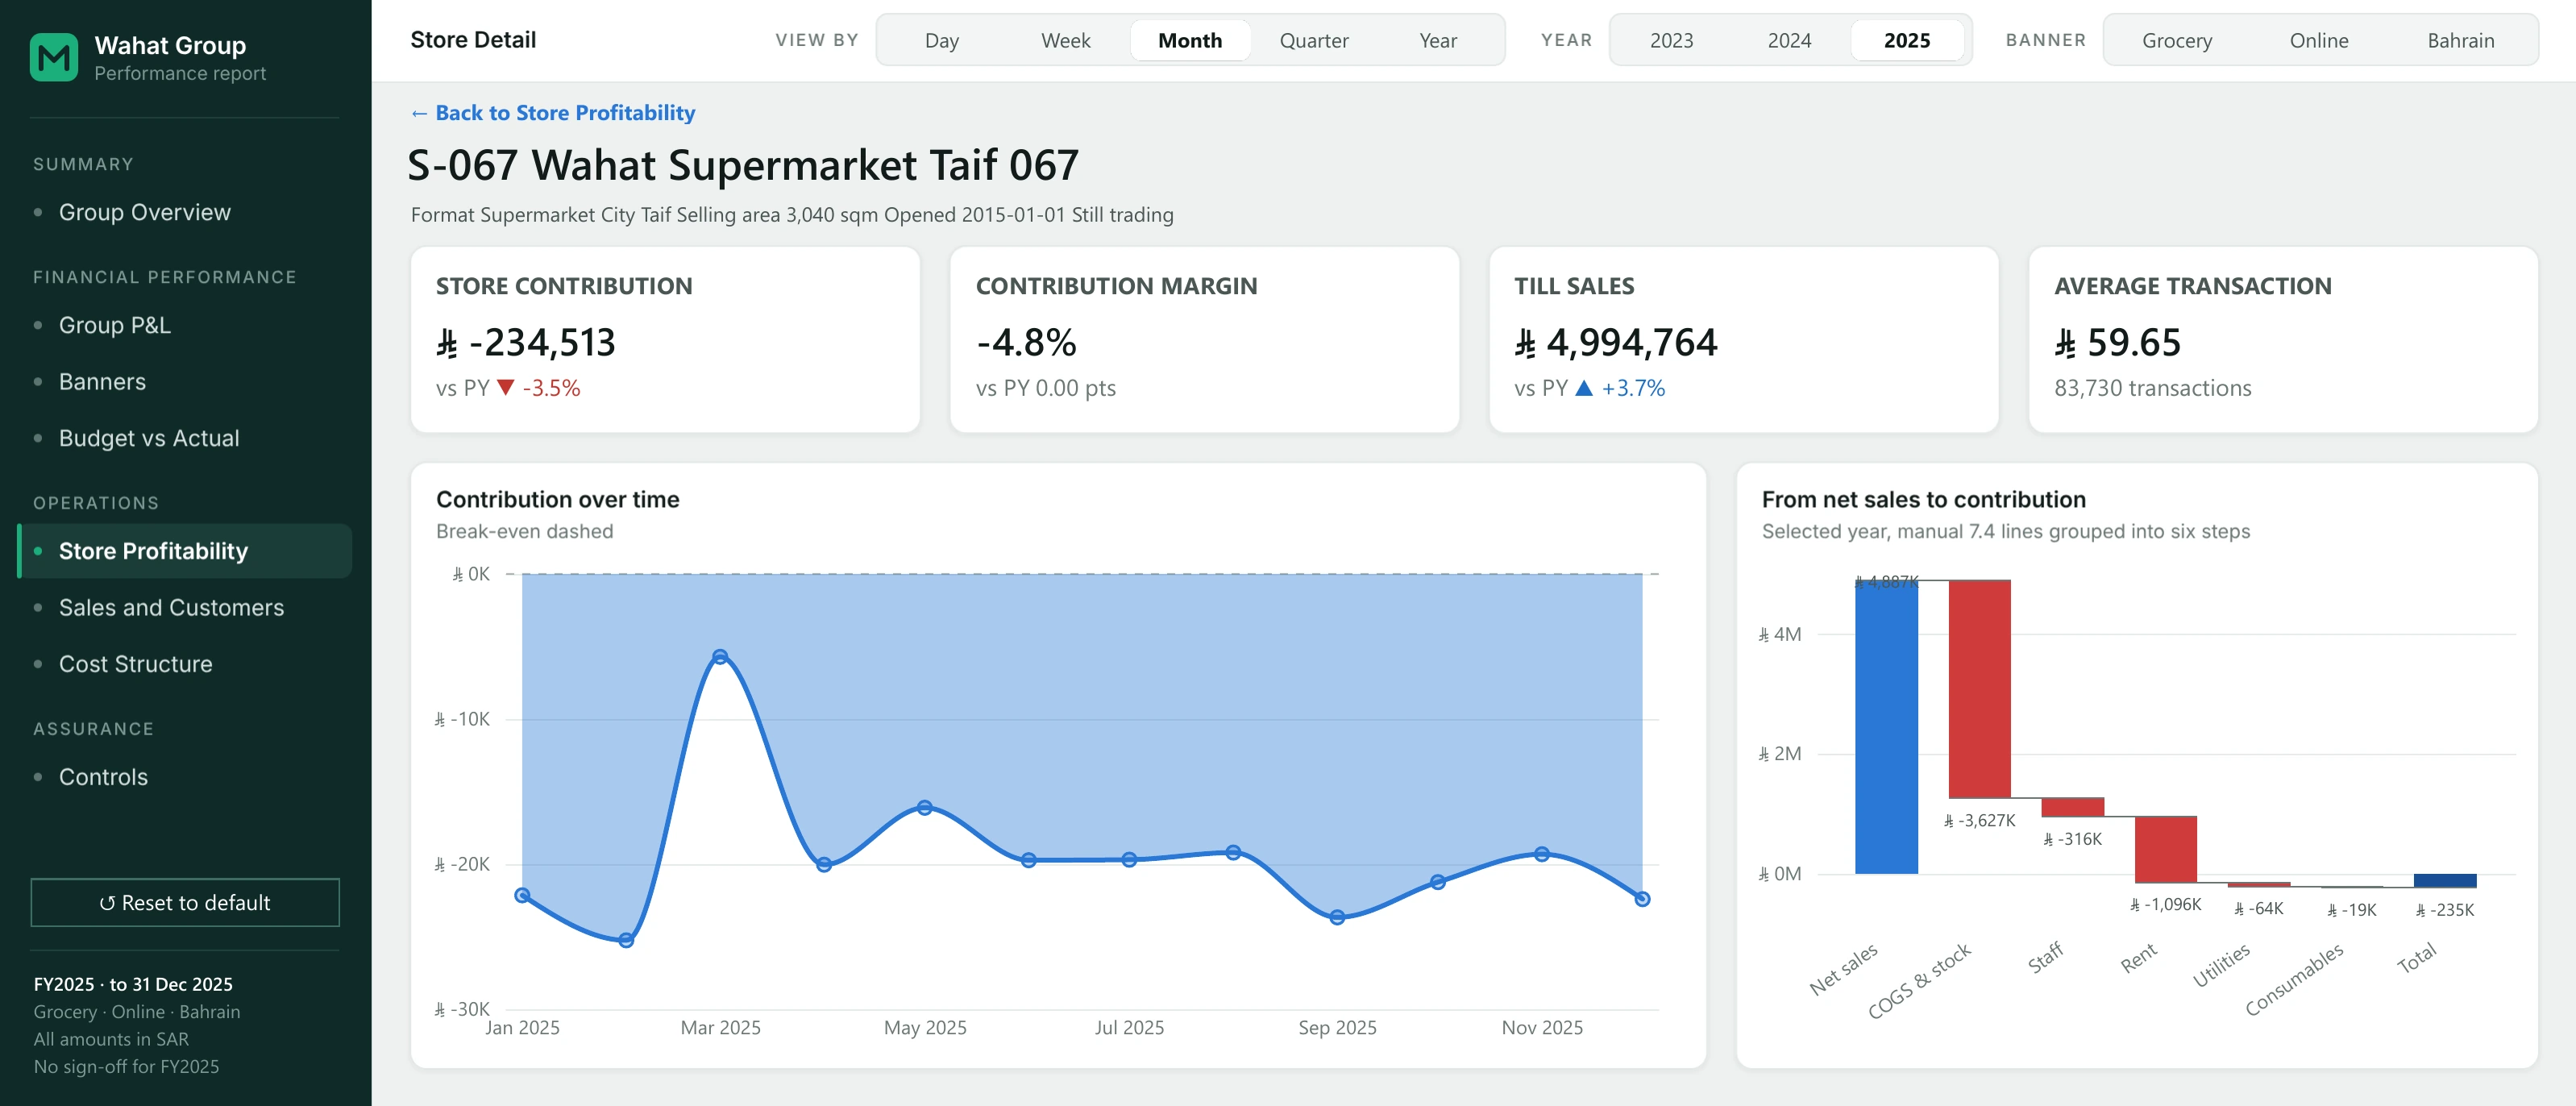 Wahat Group
Performance report
SUMMARY
Group Overview
FINANCIAL PERFORMANCE
Group P&L
Banners
Budget vs Actual
OPERATIONS
Store Profitability
Sales and Customers
Cost Structure
ASSURANCE
Controls
↺ Reset to default
FY2025 · to 31 Dec 2025
Grocery · Online · Bahrain
All amounts in SAR
No sign-off for FY2025
Store Detail
VIEW BY Day Week Month Quarter Year
YEAR 2023 2024 2025
BANNER Grocery Online Bahrain
← Back to Store Profitability
S-067 Wahat Supermarket Taif 067
Format Supermarket City Taif Selling area 3,040 sqm Opened 2015-01-01 Still trading
STORE CONTRIBUTION
⃁ -234,513
vs PY ▼ -3.5%
CONTRIBUTION MARGIN
-4.8%
vs PY 0.00 pts
TILL SALES
⃁ 4,994,764
vs PY ▲ +3.7%
AVERAGE TRANSACTION
⃁ 59.65
83,730 transactions
Contribution over time
Break-even dashed
⃁ 0K
⃁ -10K
⃁ -20K
⃁ -30K
Jan 2025 Mar 2025 May 2025 Jul 2025 Sep 2025 Nov 2025
From net sales to contribution
Selected year, manual 7.4 lines grouped into six steps
⃁ 4,887K
⃁ 4M
⃁ 2M
⃁ 0M
⃁ -3,627K
⃁ -316K
⃁ -1,096K
⃁ -64K
⃁ -19K
⃁ -235K
Net sales
COGS & stock
Staff
Rent
Utilities
Consumables
Total